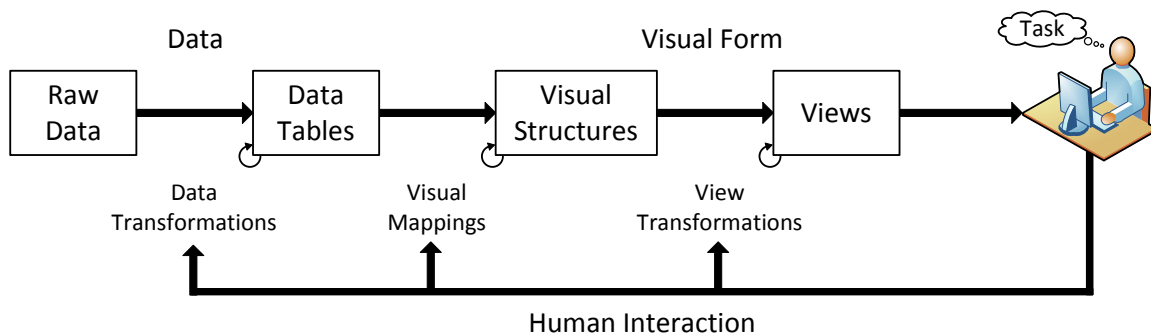 Data
Visual Form
Task
Raw
Data
Data
Tables
Visual
Structures
Views
Data
Transformations
Visual
Mappings
View
Transformations
Human Interaction